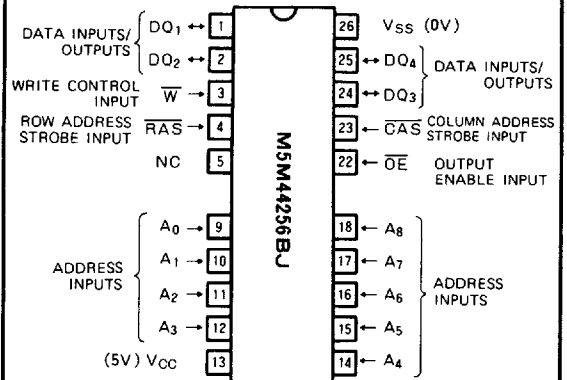 DATA INPUTS/
OUTPUTS
DQ1 ↔ 1
DQ2 ↔ 2
WRITE CONTROL
INPUT
W̅ → 3
ROW ADDRESS
STROBE INPUT
R̅A̅S̅ → 4
NC 5
ADDRESS
INPUTS
A0 → 9
A1 → 10
A2 → 11
A3 → 12
(5V) VCC 13
M5M44256BJ
26 VSS (0V)
25 ↔ DQ4
24 ↔ DQ3
DATA INPUTS/
OUTPUTS
23 ← C̅A̅S̅
COLUMN ADDRESS
STROBE INPUT
22 ← O̅E̅
OUTPUT
ENABLE INPUT
18 ← A8
17 ← A7
16 ← A6
15 ← A5
14 ← A4
ADDRESS
INPUTS